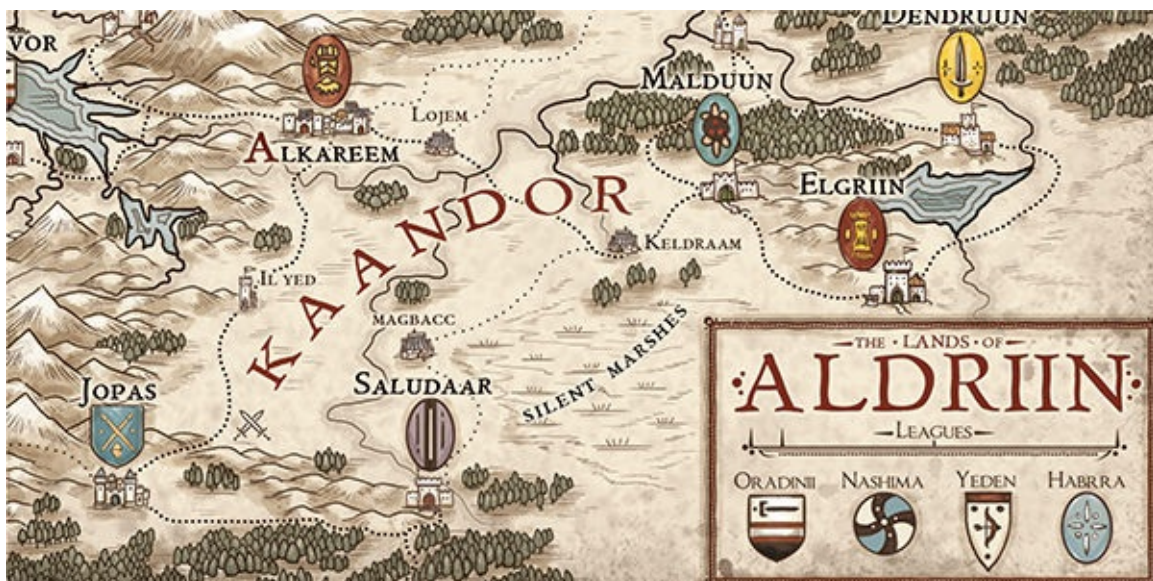 VOR
DENDRUUN
MALDUUN
LOJEM
ALKAREEM
ELGRIIN
KAANDOR
KELDRAAM
IL YED
MAGBACC
SILENT MARSHES
JOPAS
SALUDAAR
THE · LANDS · OF
ALDRIIN
LEAGUES
ORADINII NASHIMA YEDEN HABRRA